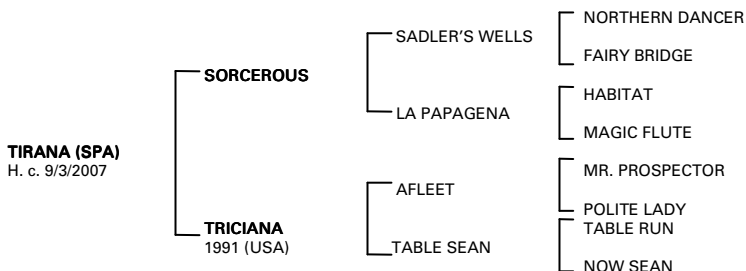 NORTHERN DANCER
SADLER'S WELLS
FAIRY BRIDGE
SORCEROUS
HABITAT
LA PAPAGENA
MAGIC FLUTE
TIRANA (SPA)
H. c. 9/3/2007
MR. PROSPECTOR
AFLEET
POLITE LADY
TRICIANA
1991 (USA)
TABLE RUN
TABLE SEAN
NOW SEAN